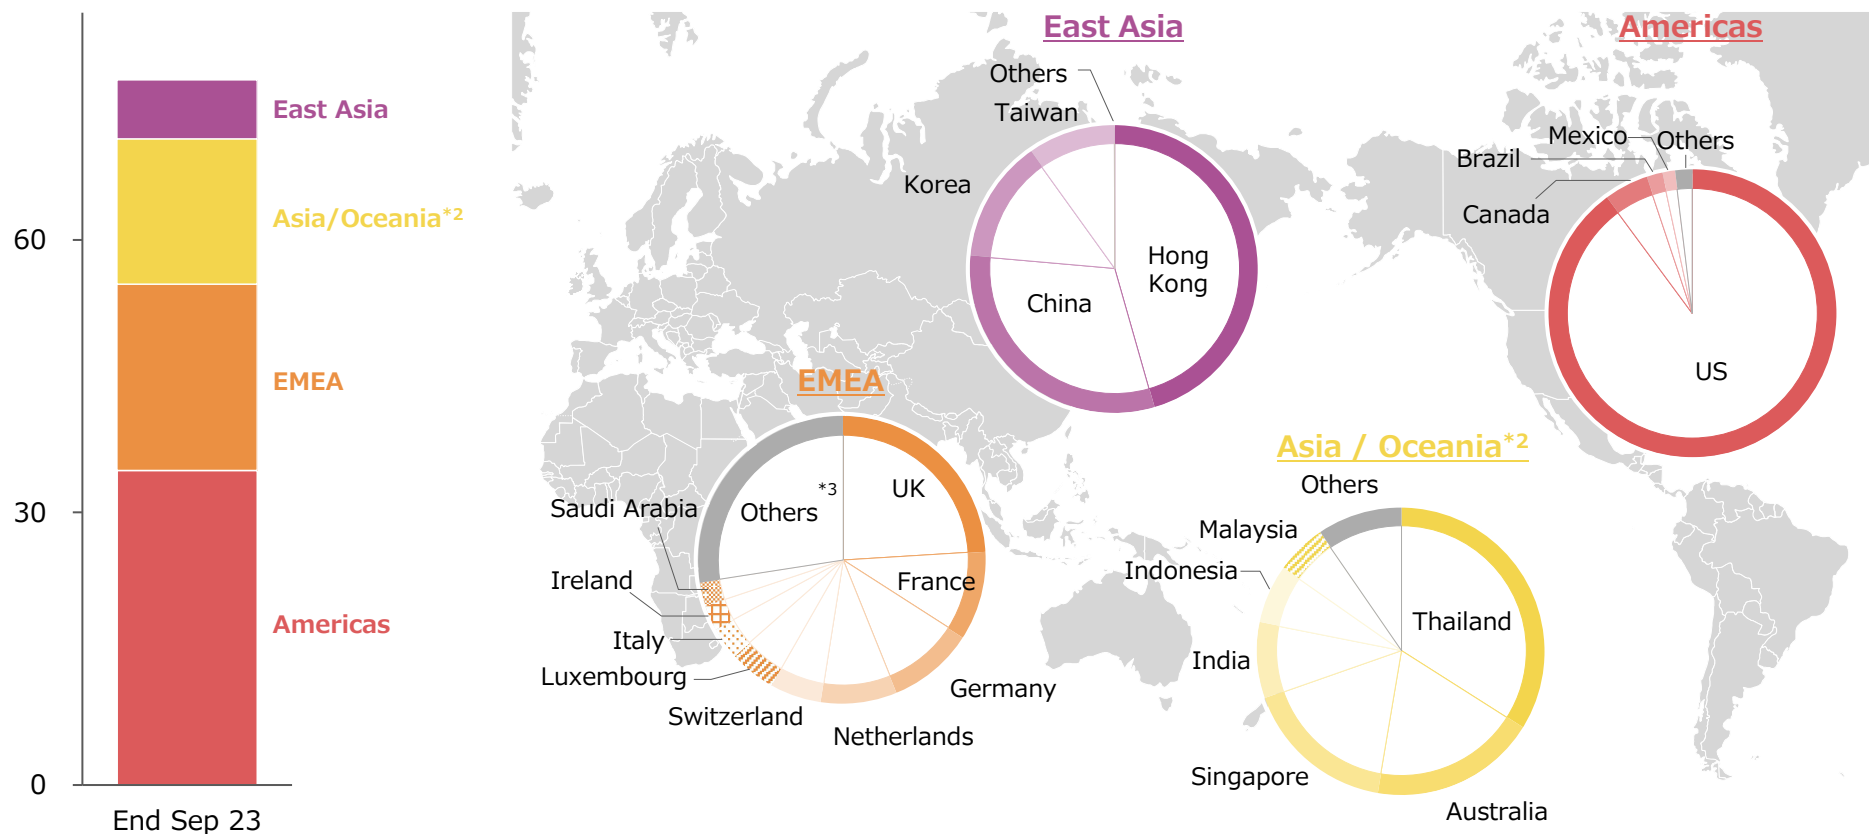 60
30
0
East Asia
Asia/Oceania*2
EMEA
Americas
End Sep 23
East Asia
Others
Taiwan
Korea
China
Hong
Kong
Americas
Mexico
Others
Brazil
Canada
US
EMEA
Others *3
UK
Saudi Arabia
Ireland
Italy
Luxembourg
Switzerland
Netherlands
Germany
France
Asia / Oceania*2
Others
Malaysia
Indonesia
India
Singapore
Australia
Thailand